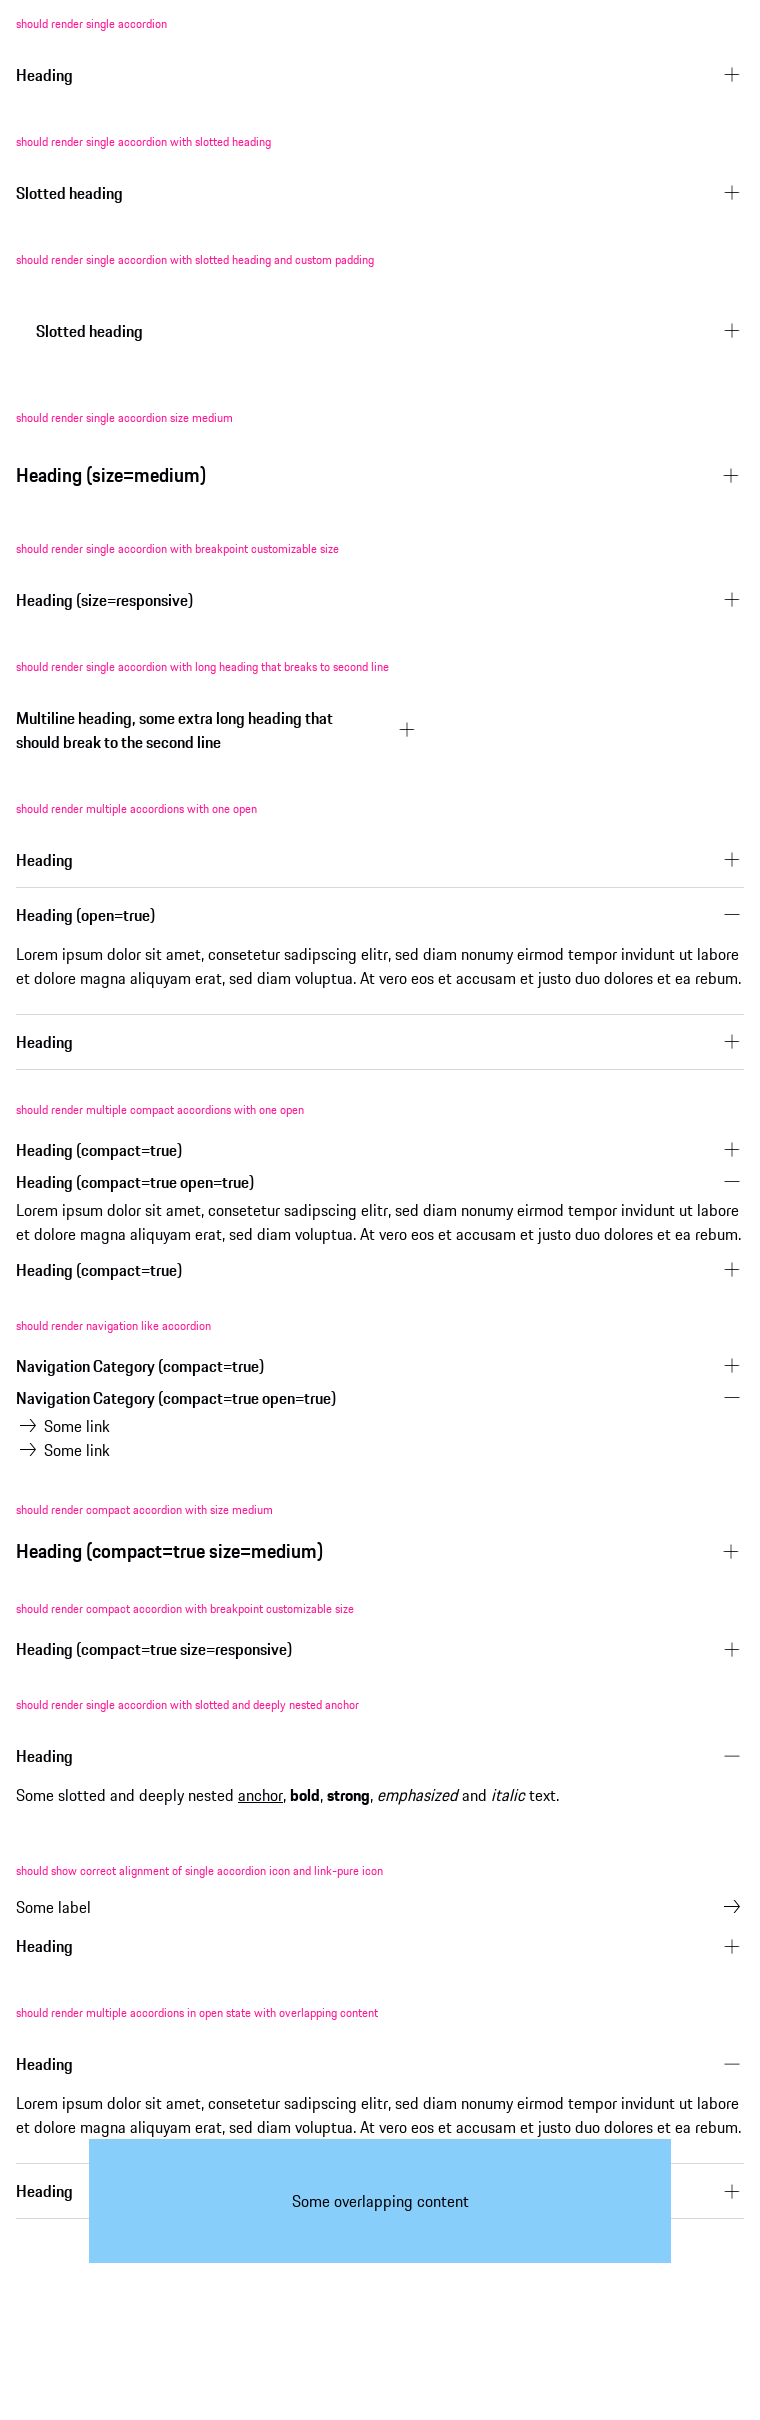 should render single accordion
Heading
should render single accordion with slotted heading
Slotted heading
should render single accordion with slotted heading and custom padding
Slotted heading
should render single accordion size medium
Heading (size=medium)
should render single accordion with breakpoint customizable size
Heading (size=responsive)
should render single accordion with long heading that breaks to second line
Multiline heading, some extra long heading that
should break to the second line
should render multiple accordions with one open
Heading
Heading (open=true)
Lorem ipsum dolor sit amet, consetetur sadipscing elitr, sed diam nonumy eirmod tempor invidunt ut labore
et dolore magna aliquyam erat, sed diam voluptua. At vero eos et accusam et justo duo dolores et ea rebum.
Heading
should render multiple compact accordions with one open
Heading (compact=true)
Heading (compact=true open=true)
Lorem ipsum dolor sit amet, consetetur sadipscing elitr, sed diam nonumy eirmod tempor invidunt ut labore
et dolore magna aliquyam erat, sed diam voluptua. At vero eos et accusam et justo duo dolores et ea rebum.
Heading (compact=true)
should render navigation like accordion
Navigation Category (compact=true)
Navigation Category (compact=true open=true)
Some link
Some link
should render compact accordion with size medium
Heading (compact=true size=medium)
should render compact accordion with breakpoint customizable size
Heading (compact=true size=responsive)
should render single accordion with slotted and deeply nested anchor
Heading
Some slotted and deeply nested anchor, bold, strong, emphasized and italic text.
should show correct alignment of single accordion icon and link-pure icon
Some label
Heading
should render multiple accordions in open state with overlapping content
Heading
Lorem ipsum dolor sit amet, consetetur sadipscing elitr, sed diam nonumy eirmod tempor invidunt ut labore
et dolore magna aliquyam erat, sed diam voluptua. At vero eos et accusam et justo duo dolores et ea rebum.
Heading
Some overlapping content